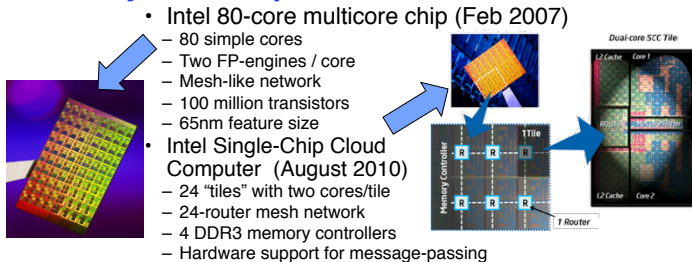 • Intel 80-core multicore chip (Feb 2007)
– 80 simple cores
– Two FP-engines / core
– Mesh-like network
– 100 million transistors
– 65nm feature size
• Intel Single-Chip Cloud
Computer (August 2010)
– 24 “tiles” with two cores/tile
– 24-router mesh network
– 4 DDR3 memory controllers
– Hardware support for message-passing
Memory Controller
1Tile
R R R
R R R
1 Router
Dual-core SCC Tile
L2 Cache Core 1
Message Buffer
L2 Cache Core 2